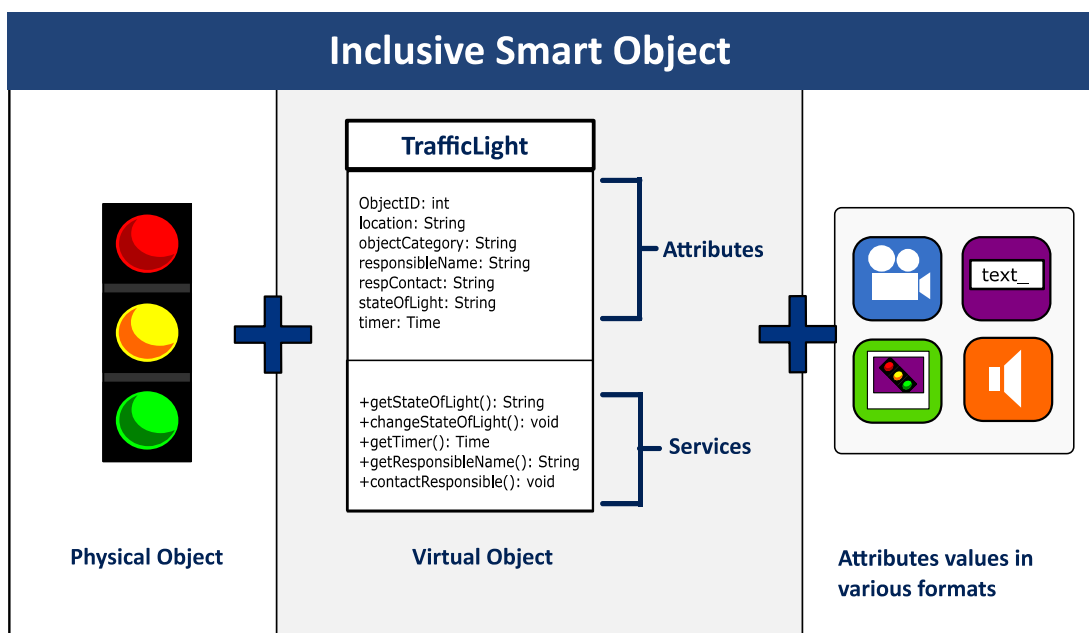 Inclusive Smart Object
TrafficLight
ObjectID: int
location: String
objectCategory: String
responsibleName: String
respContact: String
stateOfLight: String
timer: Time
Attributes
+getStateOfLight(): String
+changeStateOfLight(): void
+getTimer(): Time
+getResponsibleName(): String
+contactResponsible(): void
Services
text_
Physical Object
Virtual Object
Attributes values in
various formats